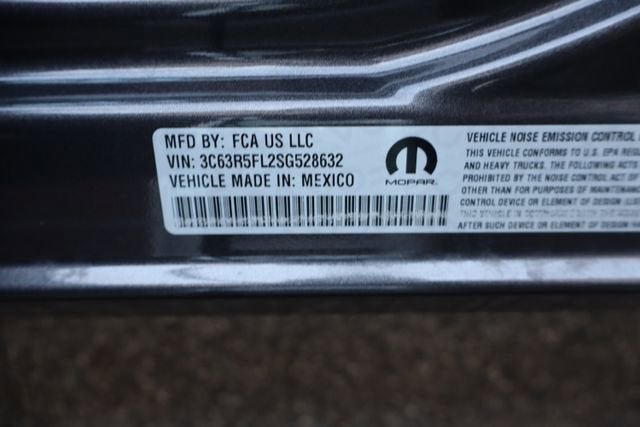 MFD BY: FCA US LLC
VIN: 3C63R5FL2SG528632
VEHICLE MADE IN: MEXICO
MOPAR.
VEHICLE NOISE EMISSION CONTROL
THIS VEHICLE CONFORMS TO U.S. EPA REGU
AND HEAVY TRUCKS. THE FOLLOWING ACTS
PROHIBITED BY THE NOISE CONTROL ACT OF
OTHER THAN FOR PURPOSES OF MAINTENAN
CONTROL DEVICE OR ELEMENT OF DESIGN
AFTER SUCH DEVICE OR ELEMENT OF DESIGN